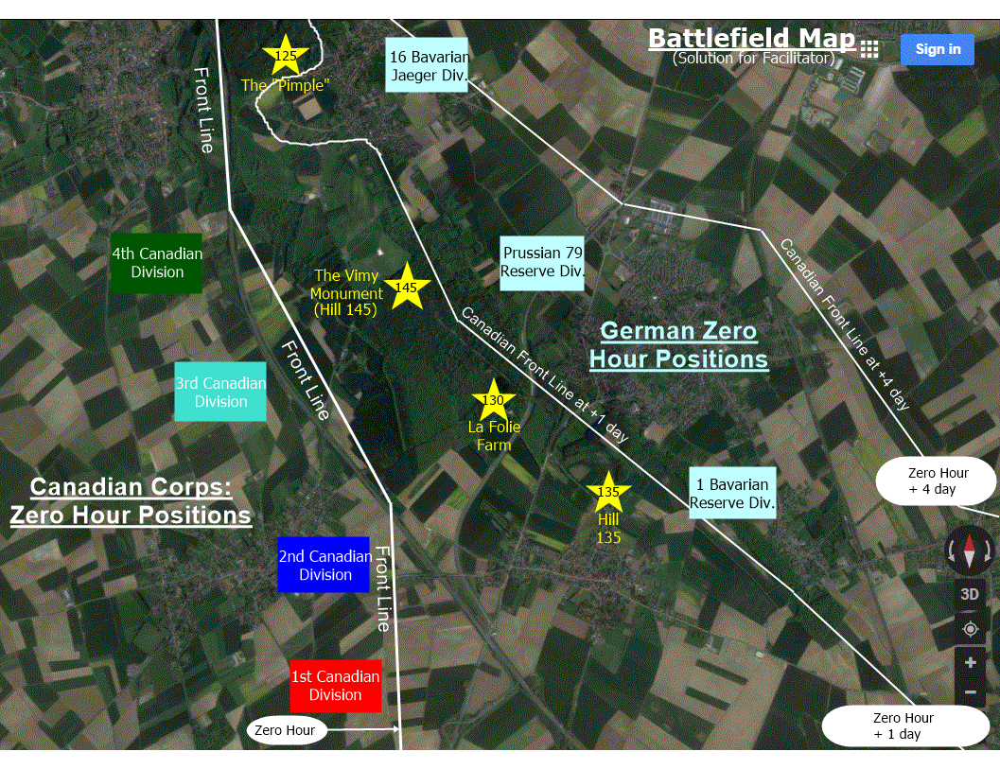 Battlefield Map
(Solution for Facilitator)
Sign in
125
The "Pimple"
16 Bavarian
Jaeger Div.
Front Line
4th Canadian
Division
The Vimy
Monument
(Hill 145)
145
Prussian 79
Reserve Div.
Canadian Front Line at +4 day
German Zero
Hour Positions
Canadian Front Line at +1 day
Front Line
3rd Canadian
Division
130
La Folie
Farm
Canadian Corps:
Zero Hour Positions
135
Hill
135
1 Bavarian
Reserve Div.
Zero Hour
+ 4 day
2nd Canadian
Division
Front Line
3D
1st Canadian
Division
Zero Hour
Zero Hour
+ 1 day